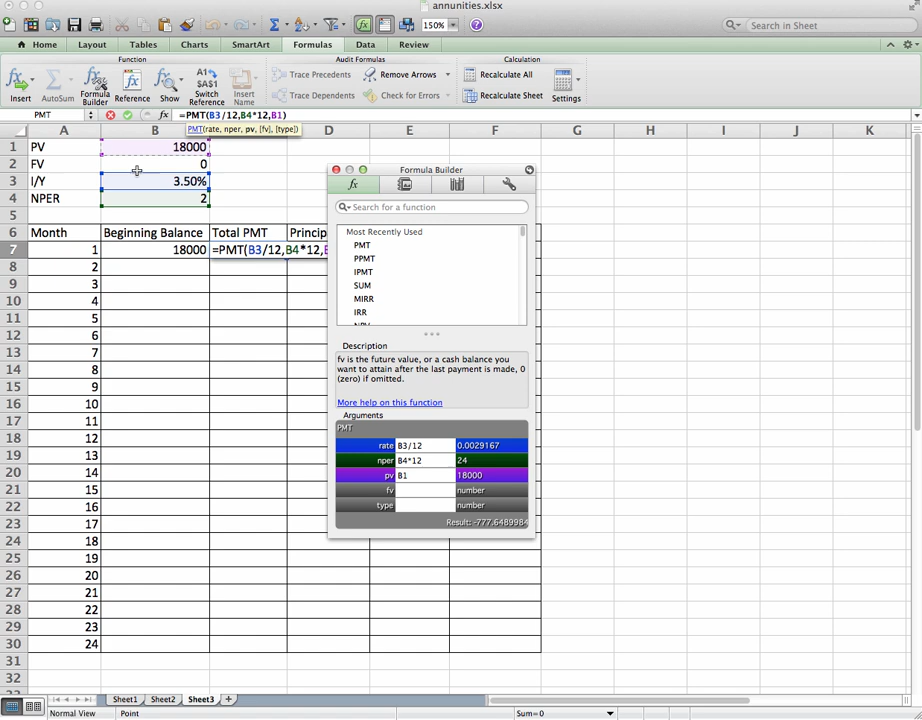 annunities.xlsx
150%
Search in Sheet
Home Layout Tables Charts SmartArt Formulas Data Review
Function Audit Formulas Calculation
Insert AutoSum Formula Builder Reference Show Switch Reference Insert Name
A1
$A$1
Trace Precedents Remove Arrows Recalculate All
Trace Dependents Check for Errors Recalculate Sheet Settings
PMT fx =PMT(B3/12,B4*12,B1)
PMT(rate, nper, pv, [fv], [type])
A B C D E F G H I J K
1 PV 18000
2 FV 0
3 I/Y 3.50%
4 NPER 2
5
6 Month Beginning Balance Total PMT Princip
7 1 18000 =PMT(B3/12,B4*12,B
8 2
9 3
10 4
11 5
12 6
13 7
14 8
15 9
16 10
17 11
18 12
19 13
20 14
21 15
22 16
23 17
24 18
25 19
26 20
27 21
28 22
29 23
30 24
31
32
33
Formula Builder
fx
Search for a function
Most Recently Used
PMT
PPMT
IPMT
SUM
MIRR
IRR
Description
fv is the future value, or a cash balance you
want to attain after the last payment is made, 0
(zero) if omitted.
More help on this function
Arguments
PMT
rate B3/12 0.0029167
nper B4*12 24
pv B1 18000
fv number
type number
Result: -777.6489984
Sheet1 Sheet2 Sheet3 +
Normal View Point Sum=0